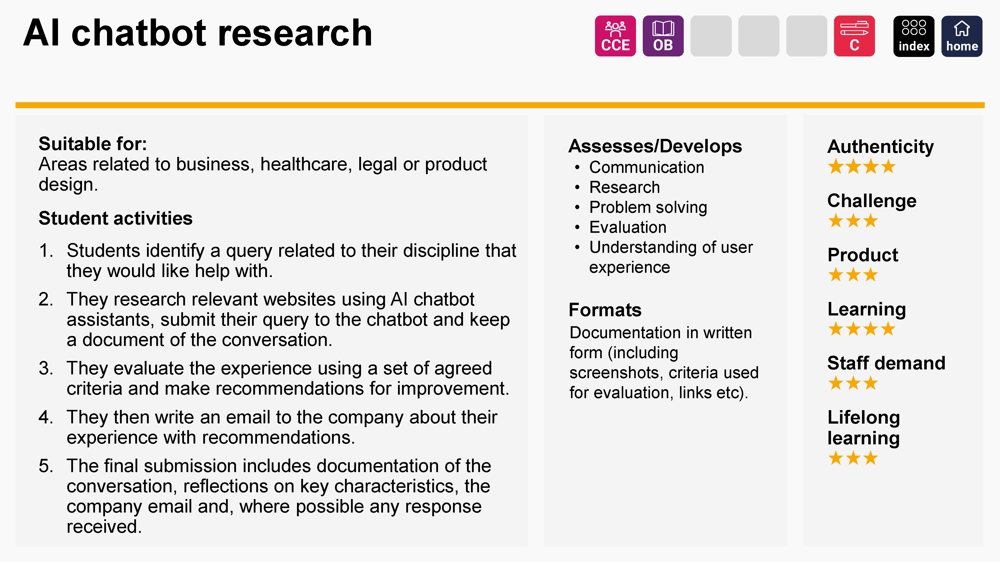 AI chatbot research
CCE
OB
C
index
home
Suitable for:
Areas related to business, healthcare, legal or product
design.
Student activities
1. Students identify a query related to their discipline that
they would like help with.
2. They research relevant websites using AI chatbot
assistants, submit their query to the chatbot and keep
a document of the conversation.
3. They evaluate the experience using a set of agreed
criteria and make recommendations for improvement.
4. They then write an email to the company about their
experience with recommendations.
5. The final submission includes documentation of the
conversation, reflections on key characteristics, the
company email and, where possible any response
received.
Assesses/Develops
• Communication
• Research
• Problem solving
• Evaluation
• Understanding of user
experience
Formats
Documentation in written
form (including
screenshots, criteria used
for evaluation, links etc).
Authenticity
★★★★
Challenge
★★★
Product
★★★
Learning
★★★★
Staff demand
★★★
Lifelong
learning
★★★